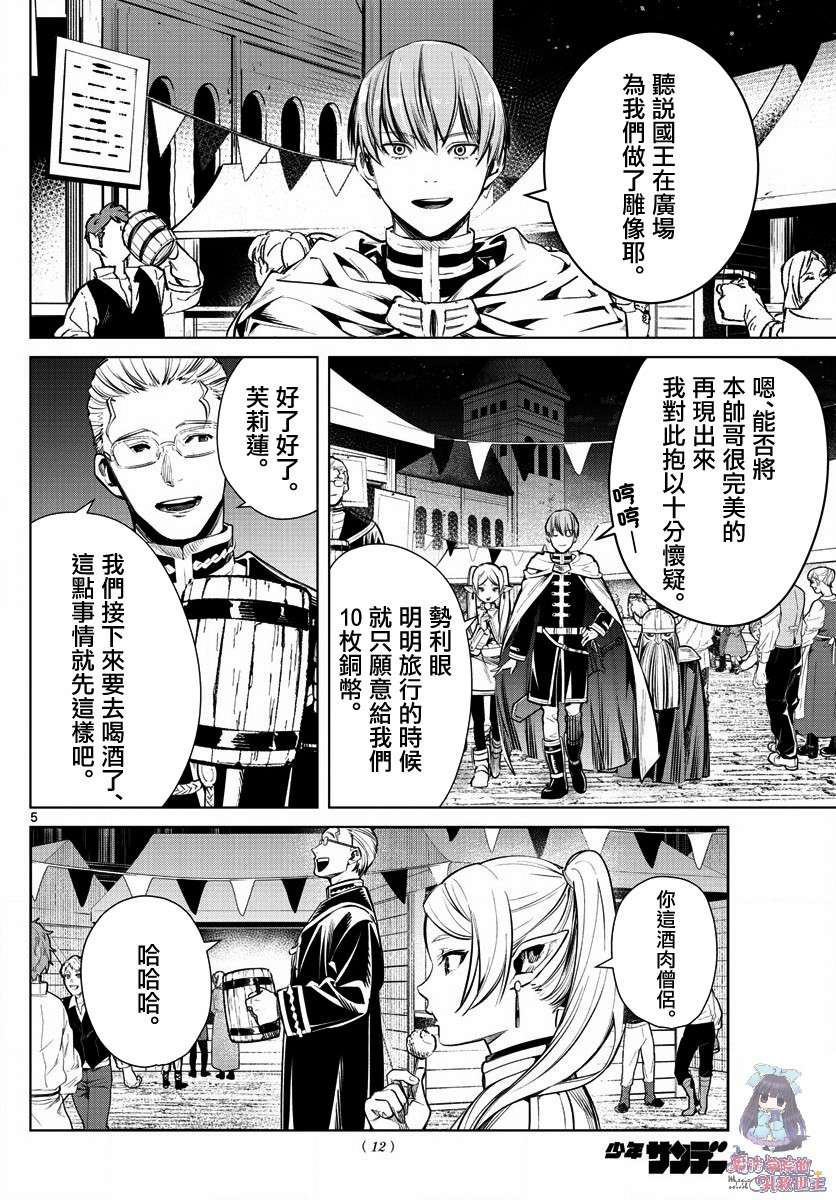 聽說國王在廣場
為我們做了雕像耶。
嗯、能否將
本帥哥很完美的
再現出來
我對此抱以十分懷疑。
哼哼—
勢利眼
明明旅行的時候
就只願意給我們
10枚銅幣。
好了好了。
芙莉蓮。
我們接下來要去喝酒了、
這點事情就先這樣吧。
5
你這酒肉僧侶。
哈哈哈。
(12)
少年サンデー